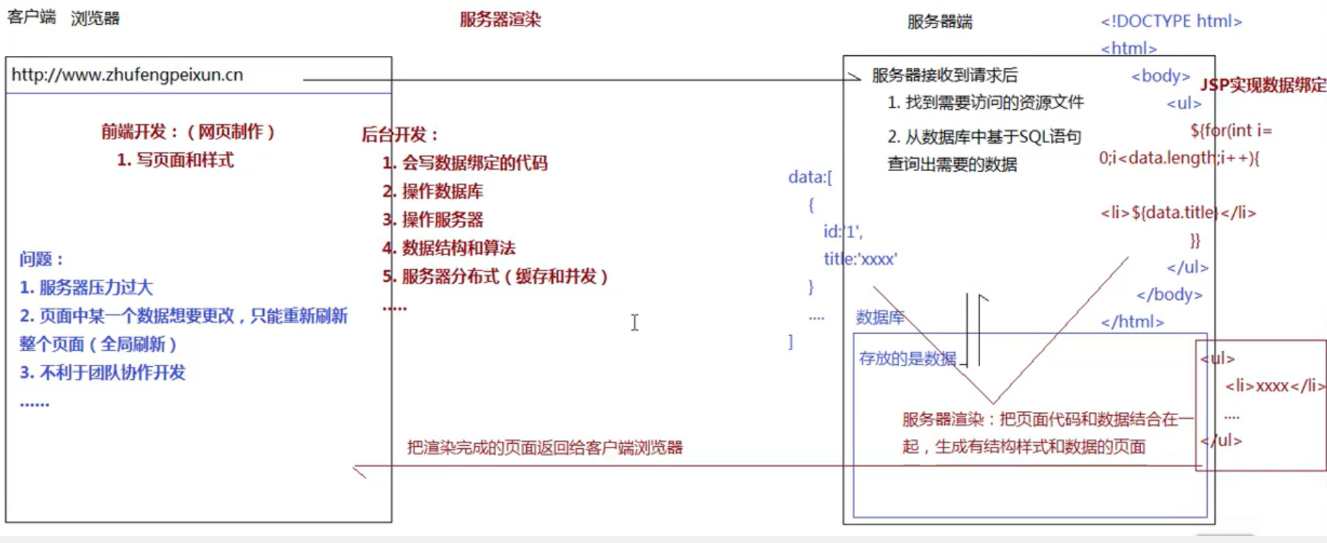 客户端 浏览器
服务器渲染
服务器端
http://www.zhufengpeixun.cn
前端开发：（网页制作）
1. 写页面和样式
问题：
1. 服务器压力过大
2. 页面中某一个数据想要更改，只能重新刷新
整个页面（全局刷新）
3. 不利于团队协作开发
......
后台开发：
1. 会写数据绑定的代码
2. 操作数据库
3. 操作服务器
4. 数据结构和算法
5. 服务器分布式（缓存和并发）
.....
把渲染完成的页面返回给客户端浏览器
data:[
{
id:'1',
title:'xxxx'
}
....
]
服务器接收到请求后
1. 找到需要访问的资源文件
2. 从数据库中基于SQL语句
查询出需要的数据
数据库
存放的是数据
服务器渲染：把页面代码和数据结合在一
起，生成有结构样式和数据的页面
<!DOCTYPE html>
<html>
<body>
JSP实现数据绑定
<ul>
${for(int i=
0;i<data.length;i++){
<li>${data.title}</li>
}}
</ul>
</body>
</html>
<ul>
<li>xxxx</li>
....
</ul>